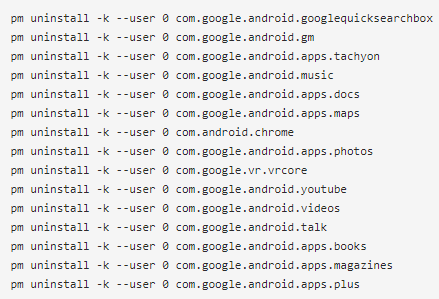 pm uninstall -k --user 0 com.google.android.googlequicksearchbox
pm uninstall -k --user 0 com.google.android.gm
pm uninstall -k --user 0 com.google.android.apps.tachyon
pm uninstall -k --user 0 com.google.android.music
pm uninstall -k --user 0 com.google.android.apps.docs
pm uninstall -k --user 0 com.google.android.apps.maps
pm uninstall -k --user 0 com.android.chrome
pm uninstall -k --user 0 com.google.android.apps.photos
pm uninstall -k --user 0 com.google.vr.vrcore
pm uninstall -k --user 0 com.google.android.youtube
pm uninstall -k --user 0 com.google.android.videos
pm uninstall -k --user 0 com.google.android.talk
pm uninstall -k --user 0 com.google.android.apps.books
pm uninstall -k --user 0 com.google.android.apps.magazines
pm uninstall -k --user 0 com.google.android.apps.plus